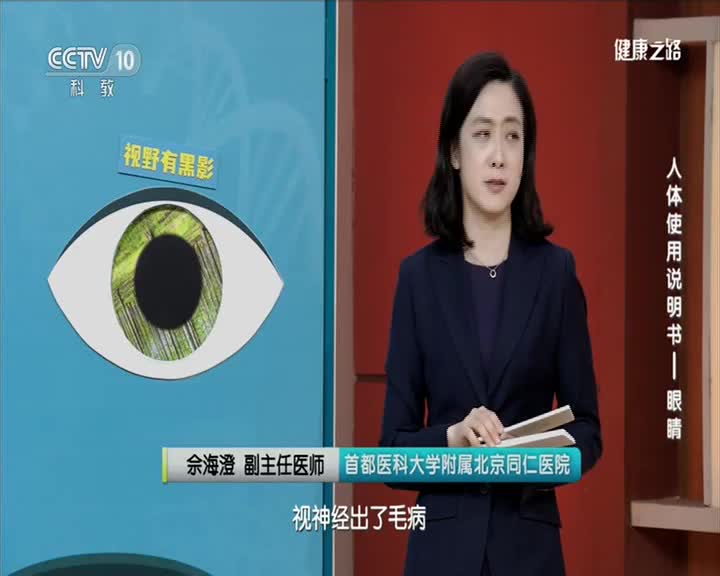 CCTV 10
科教
健康之路
视野有黑影
人体使用说明书—眼睛
佘海澄 副主任医师
首都医科大学附属北京同仁医院
视神经出了毛病